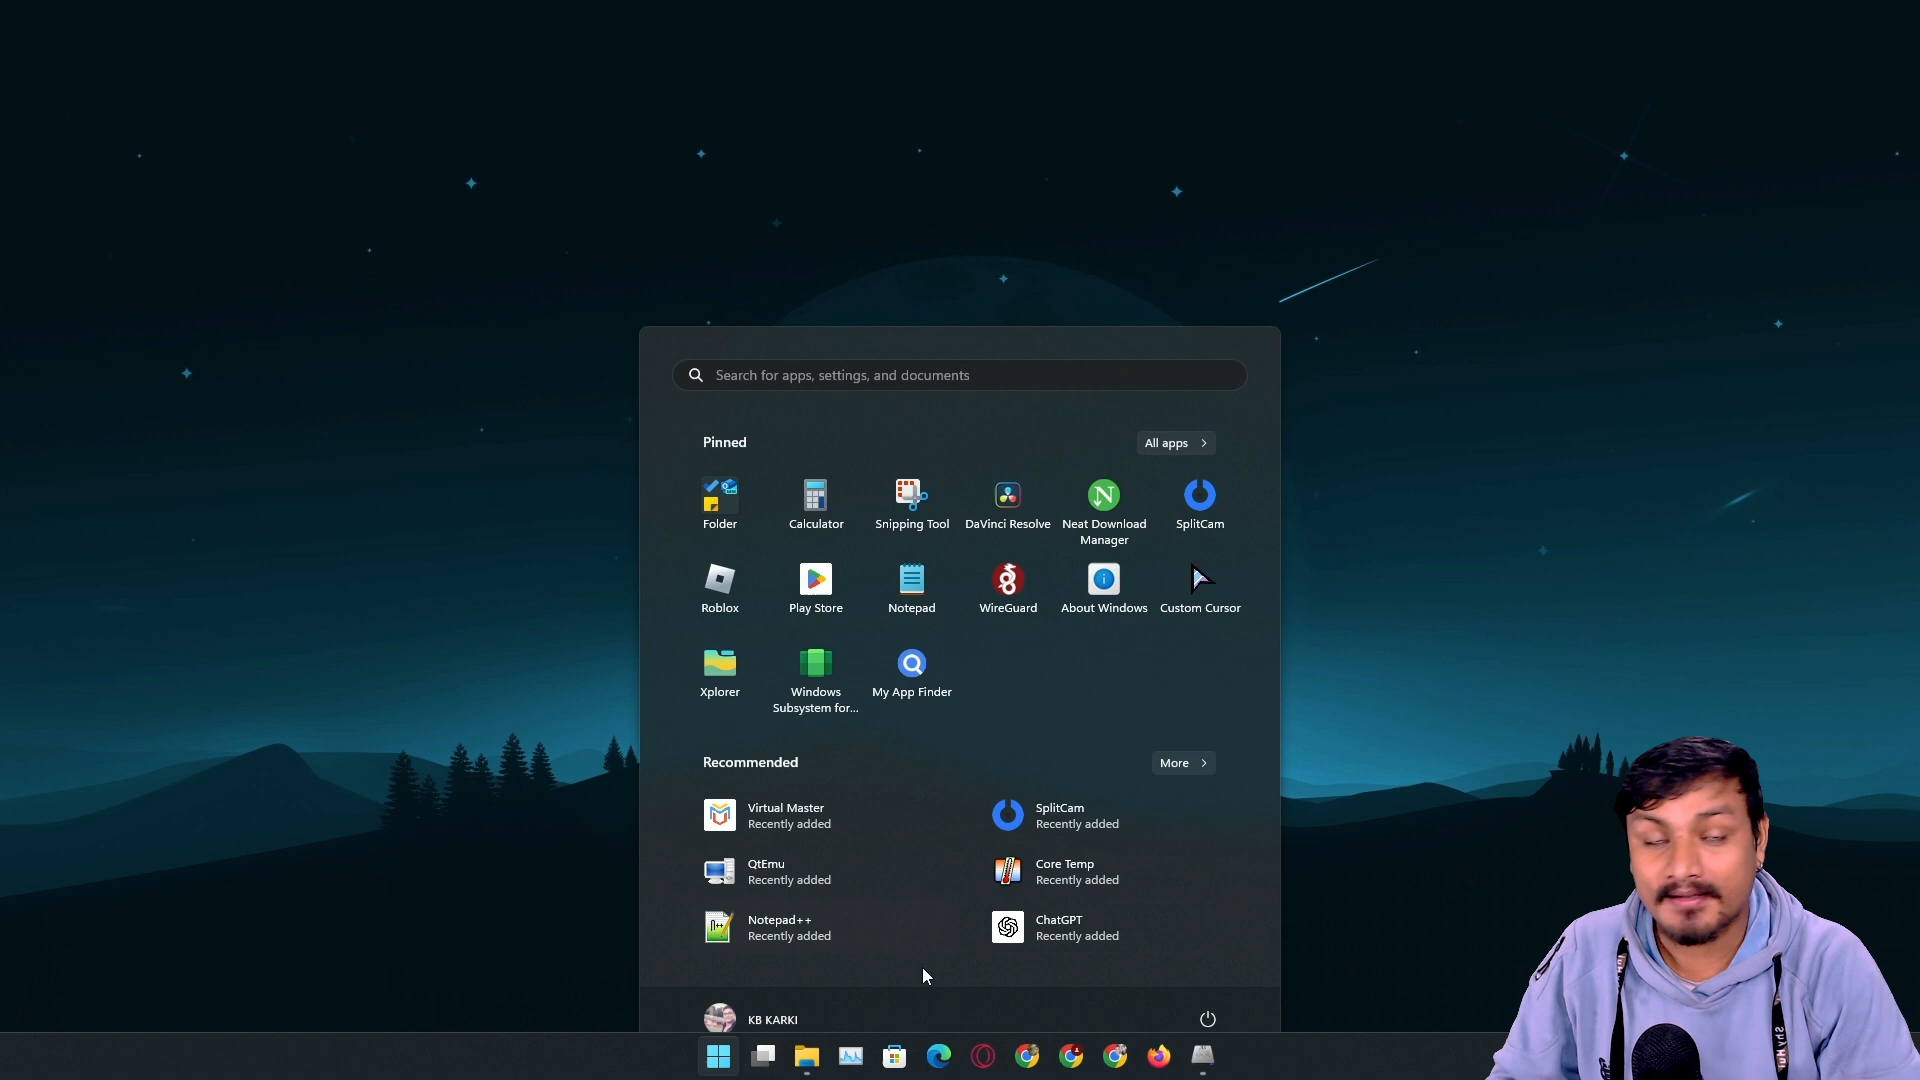 Search for apps, settings, and documents
Pinned
All apps
Folder
Calculator
Snipping Tool
DaVinci Resolve
Neat Download
Manager
SplitCam
Roblox
Play Store
Notepad
WireGuard
About Windows
Custom Cursor
Xplorer
Windows
Subsystem for...
My App Finder
Recommended
More
Virtual Master
Recently added
SplitCam
Recently added
QtEmu
Recently added
Core Temp
Recently added
Notepad++
Recently added
ChatGPT
Recently added
KB KARKI